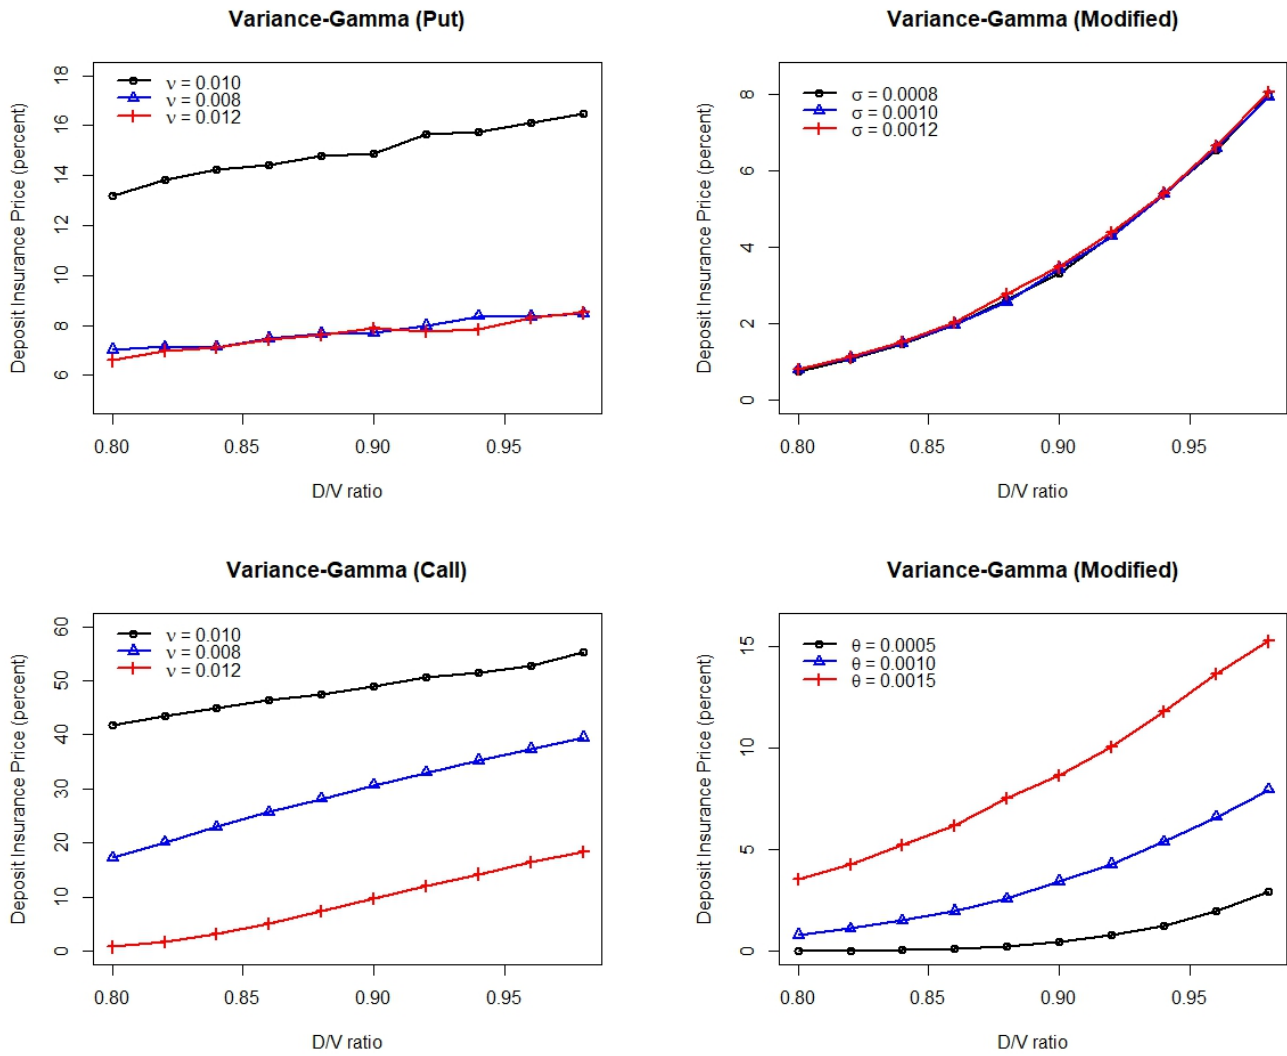 Variance-Gamma (Put)
Deposit Insurance Price (percent)
18
16
14
12
10
8
6
ν = 0.010
ν = 0.008
ν = 0.012
0.80 0.85 0.90 0.95
D/V ratio
Variance-Gamma (Modified)
Deposit Insurance Price (percent)
8
6
4
2
0
σ = 0.0008
σ = 0.0010
σ = 0.0012
0.80 0.85 0.90 0.95
D/V ratio
Variance-Gamma (Call)
Deposit Insurance Price (percent)
60
50
40
30
20
10
0
ν = 0.010
ν = 0.008
ν = 0.012
0.80 0.85 0.90 0.95
D/V ratio
Variance-Gamma (Modified)
Deposit Insurance Price (percent)
15
10
5
0
θ = 0.0005
θ = 0.0010
θ = 0.0015
0.80 0.85 0.90 0.95
D/V ratio